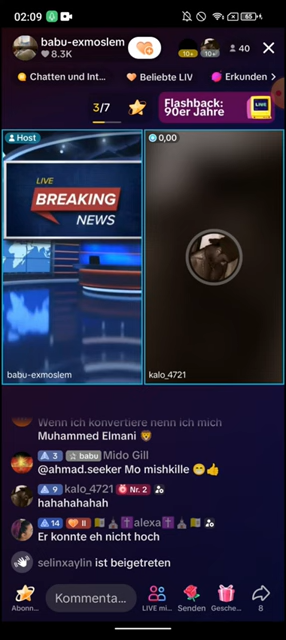 02:09
65
babu-exmoslem
8.3K
10+
10+
40
Chatten und Int...
Beliebte LIV
Erkunden
3/7
Flashback:
90er Jahre
LIVE
Host
0,00
LIVE
BREAKING
NEWS
babu-exmoslem
kalo_4721
Wenn ich konvertiere nenn ich mich
Muhammed Elmani 🦁
3 babu Mido Gill
@ahmad.seeker Mo mishkille 😁👍
9 kalo_4721 Nr. 2
hahahahahah
14 II ✝️ alexa ✝️
Er konnte eh nicht hoch
selinxaylin ist beigetreten
Abonn...
Kommenta...
LIVE mi...
Senden
Gesche...
8